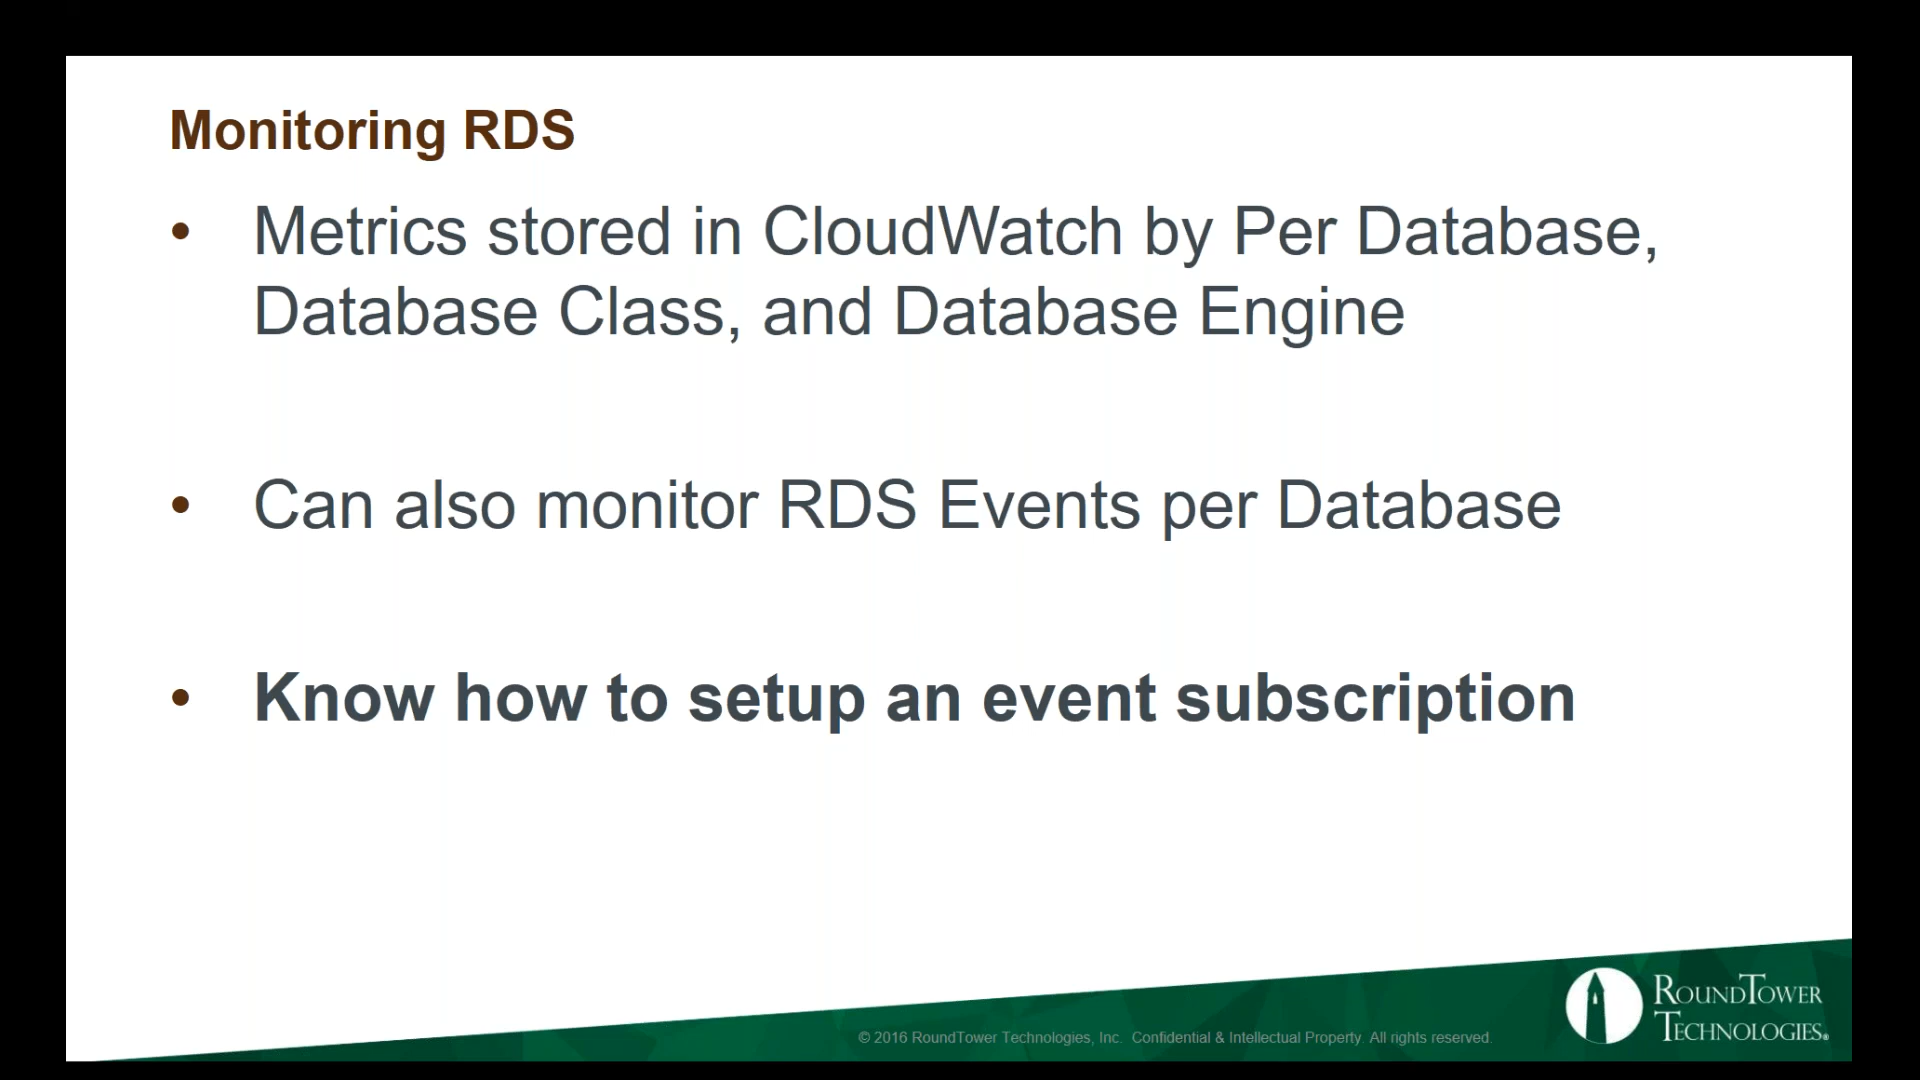 Monitoring RDS
• Metrics stored in CloudWatch by Per Database,
Database Class, and Database Engine
• Can also monitor RDS Events per Database
• Know how to setup an event subscription
© 2016 RoundTower Technologies, Inc. Confidential & Intellectual Property. All rights reserved.
ROUNDTOWER
TECHNOLOGIES®